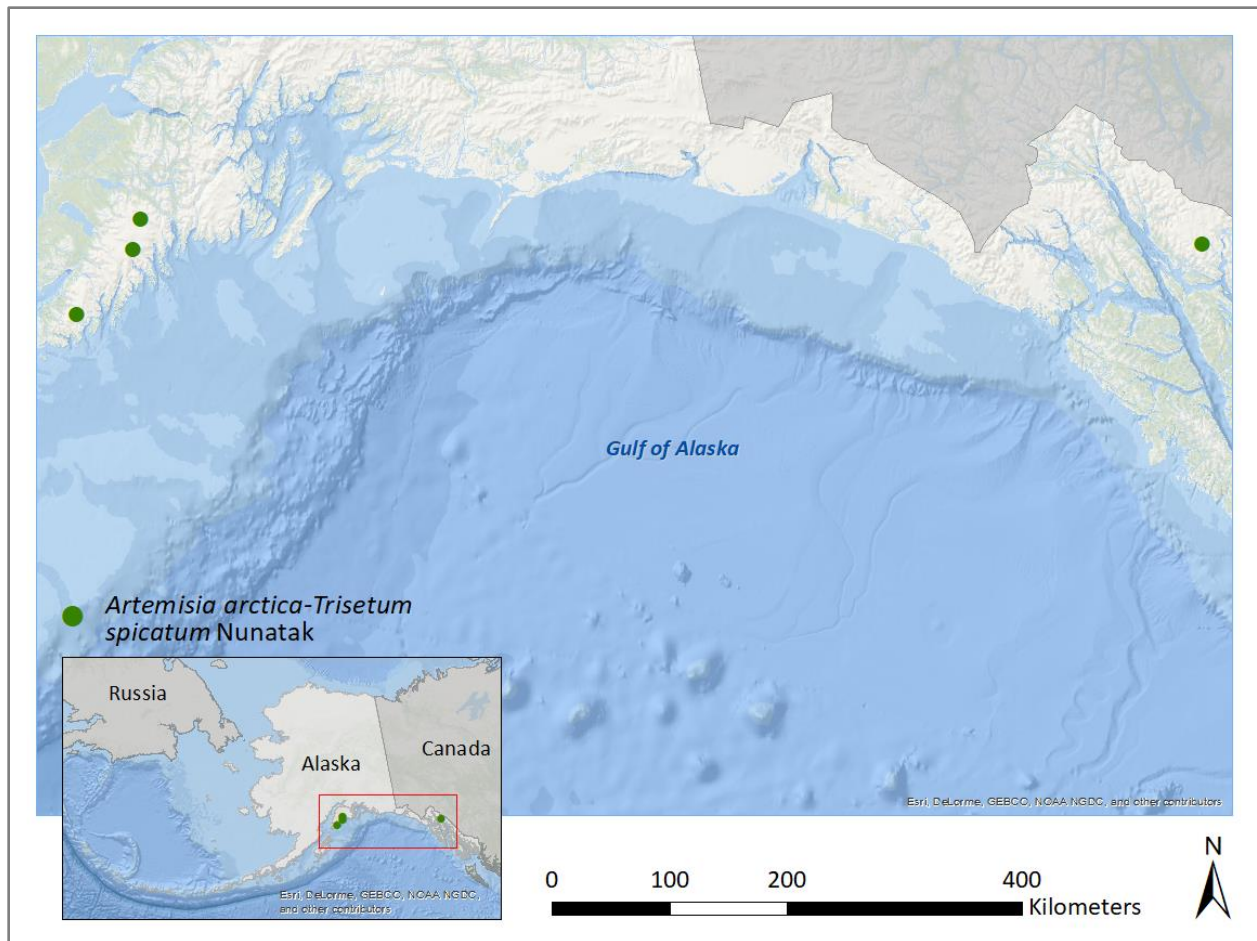 Gulf of Alaska
Artemisia arctica-Trisetum
spicatum Nunatak
Russia
Alaska
Canada
Esri, DeLorme, GEBCO, NOAA NGDC,
and other contributors
Esri, DeLorme, GEBCO, NOAA NGDC, and other contributors
0 100 200 400
Kilometers
N